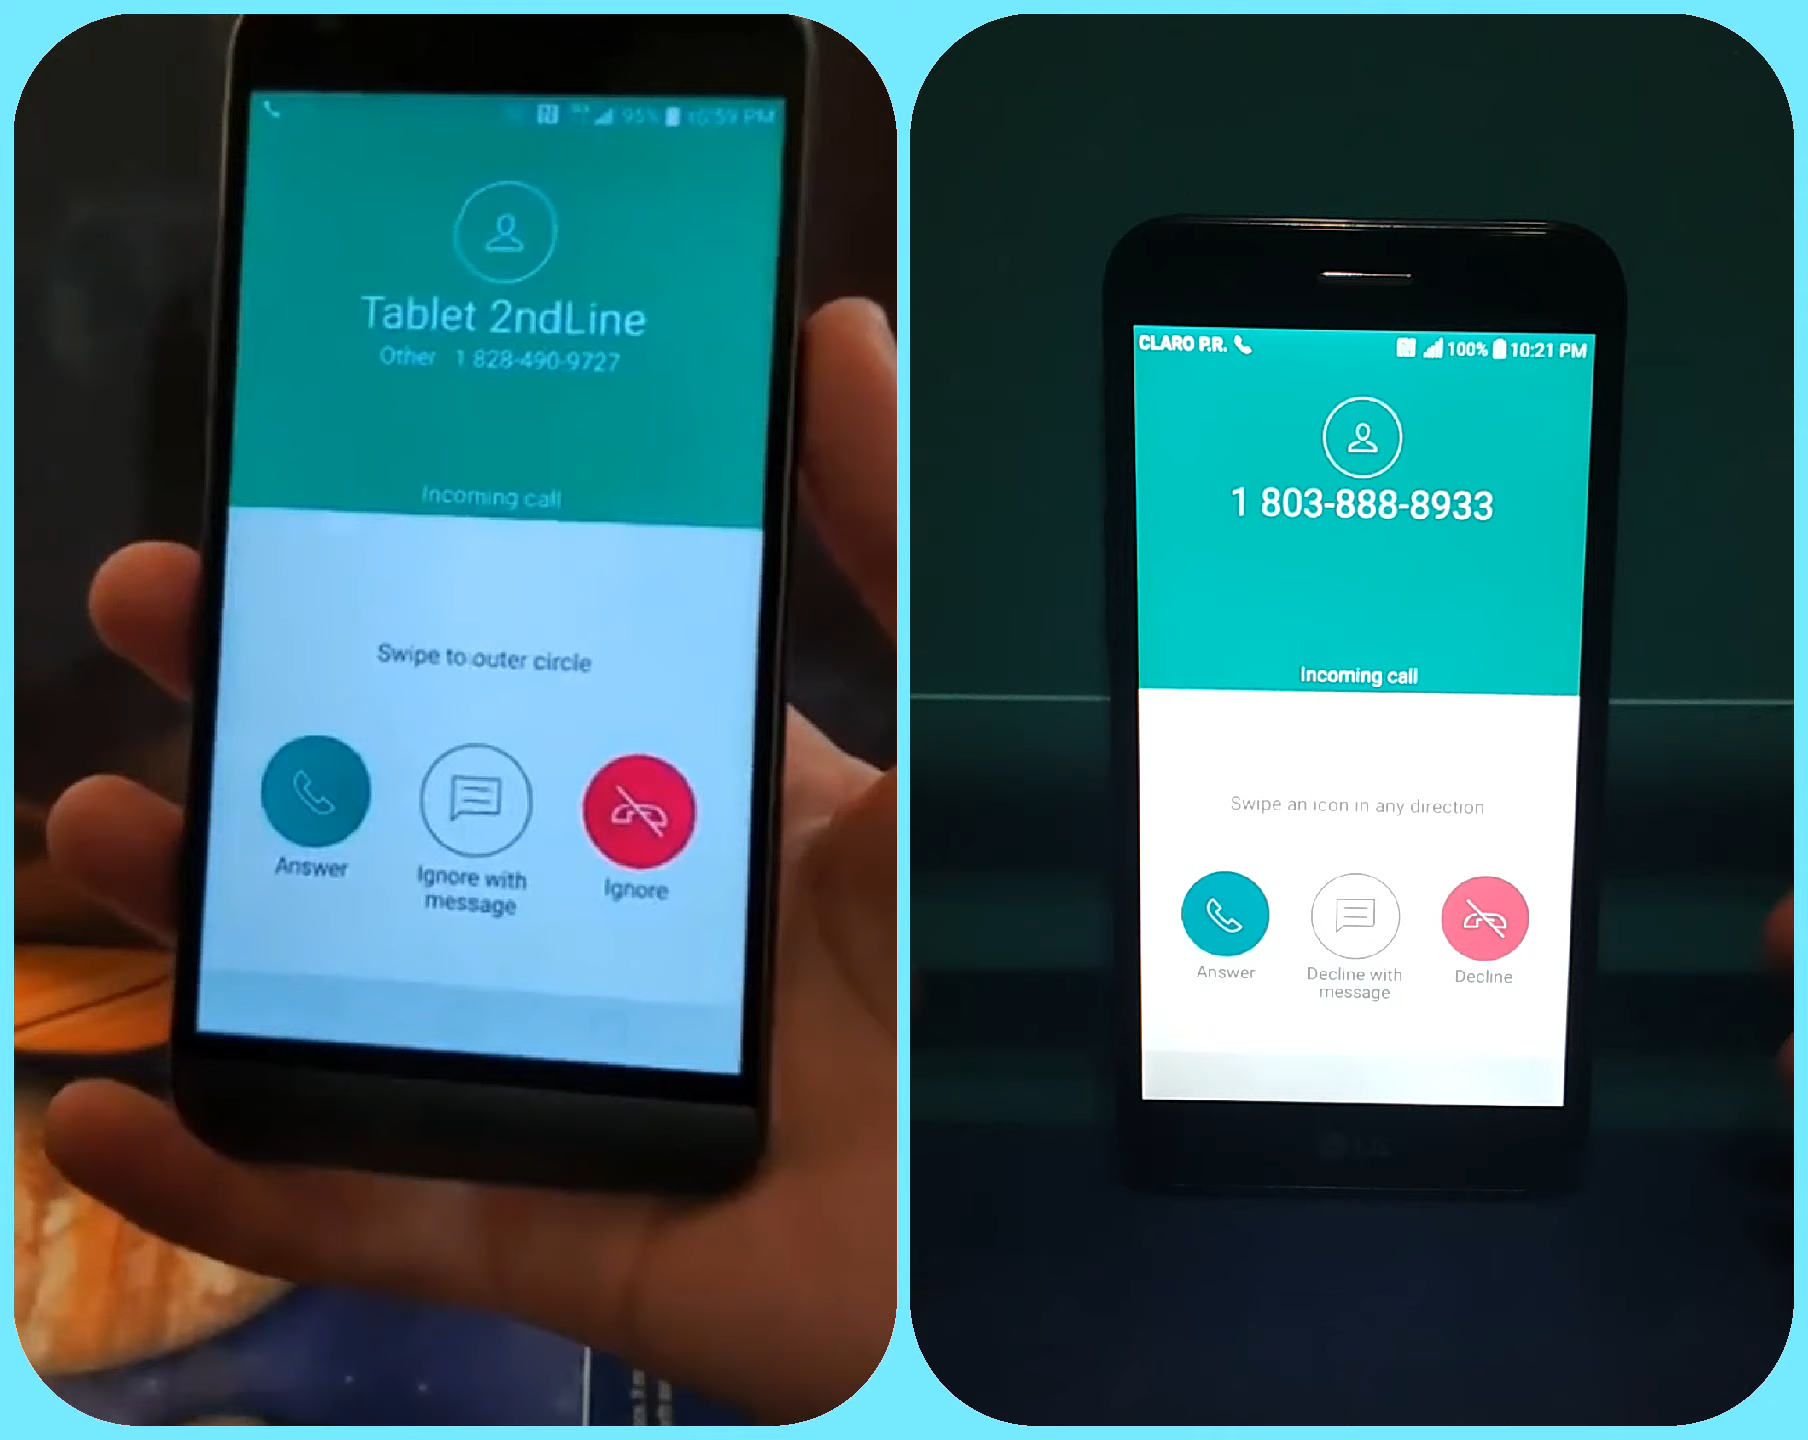 95%
Tablet 2ndLine
Other 1 828-490-9727
Incoming call
Swipe to outer circle
Answer
Ignore with
message
Ignore
CLARO P.R. 100% 10:21 PM
1 803-888-8933
Incoming call
Swipe an icon in any direction
Answer
Decline with
message
Decline
LG